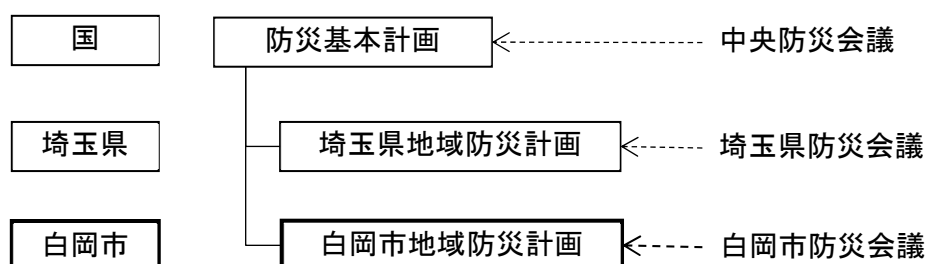 国 防災基本計画 中央防災会議
埼玉県 埼玉県地域防災計画 埼玉県防災会議
白岡市 白岡市地域防災計画 白岡市防災会議